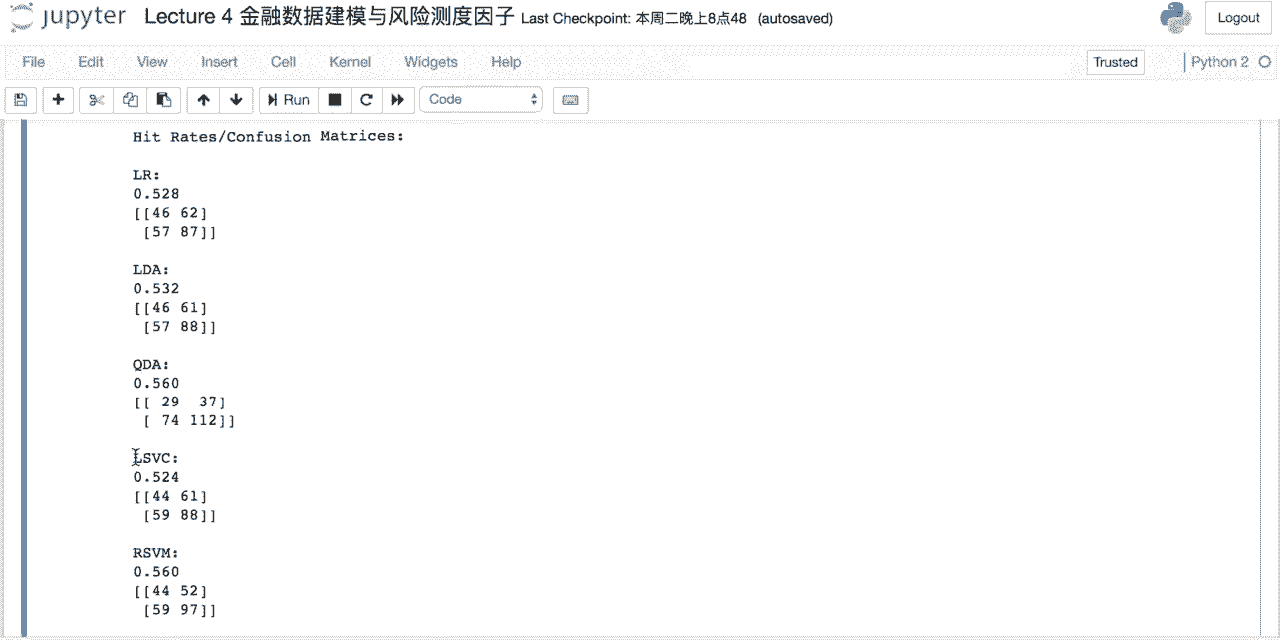 jupyter Lecture 4 金融数据建模与风险测度因子 Last Checkpoint: 本周二晚上8点48 (autosaved)
Logout
File Edit View Insert Cell Kernel Widgets Help Trusted Python 2
Run Code
Hit Rates/Confusion Matrices:
LR:
0.528
[[46 62]
[57 87]]
LDA:
0.532
[[46 61]
[57 88]]
QDA:
0.560
[[ 29 37]
[ 74 112]]
LSVC:
0.524
[[44 61]
[59 88]]
RSVM:
0.560
[[44 52]
[59 97]]